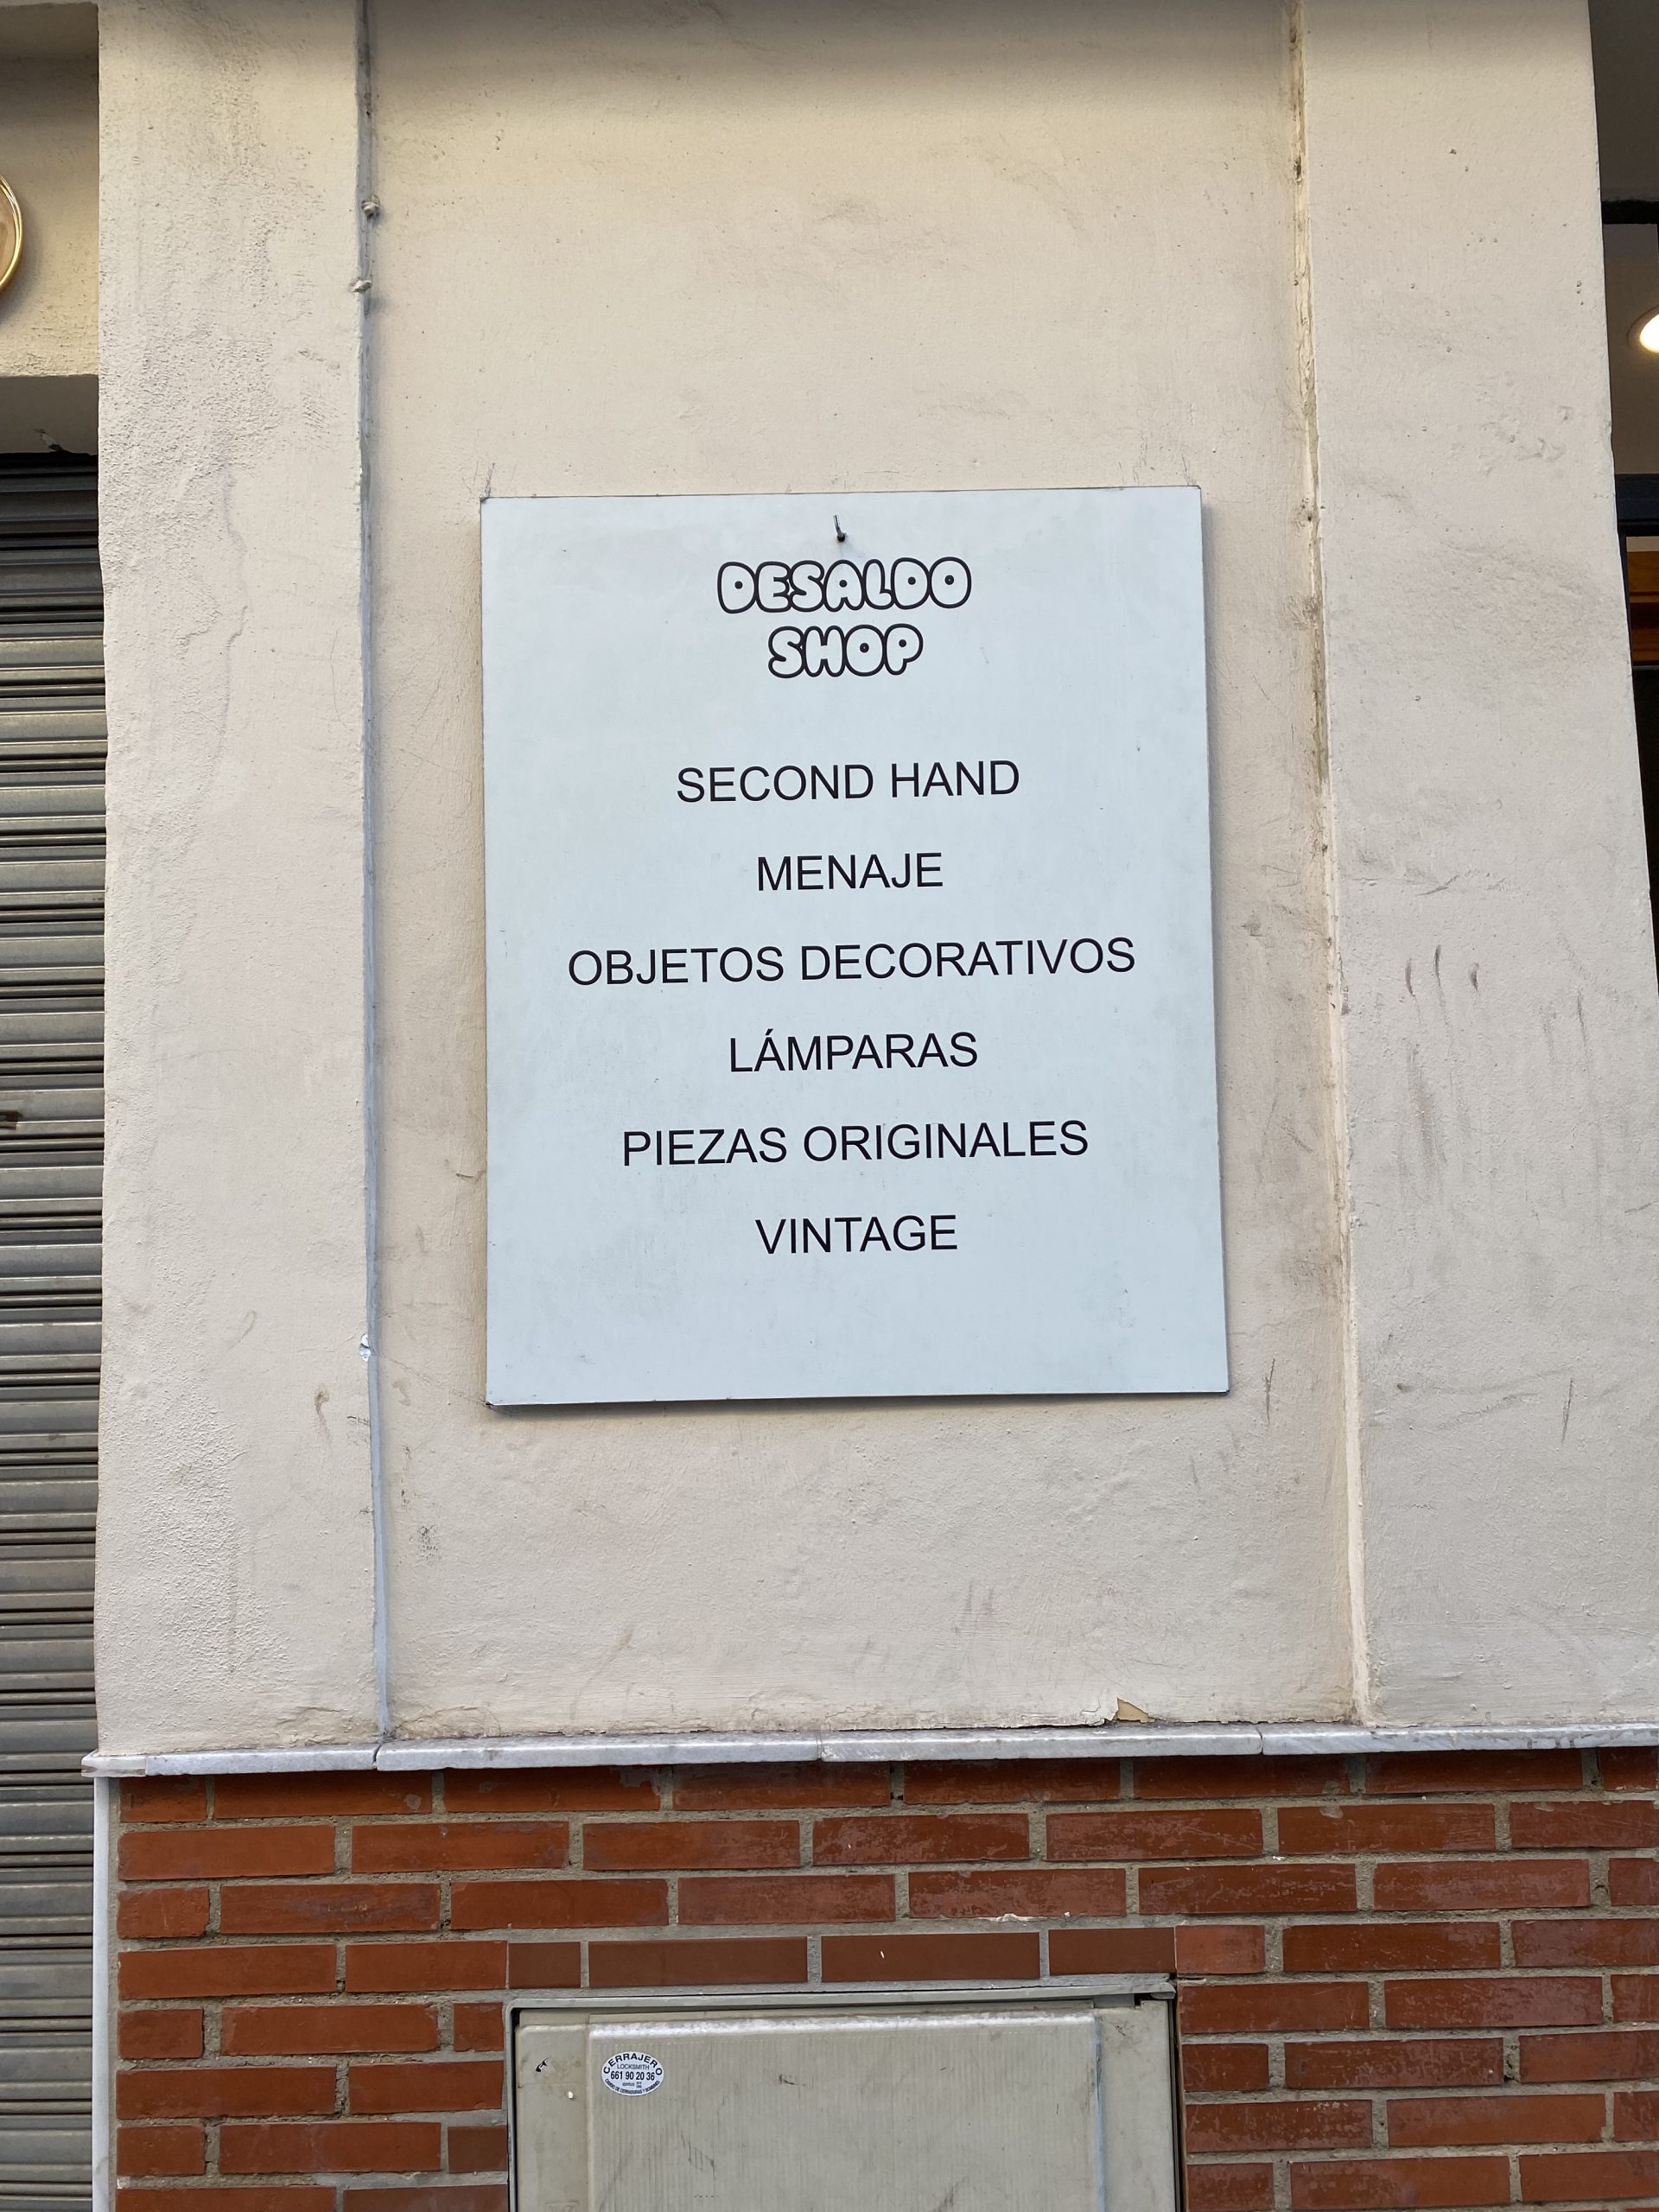 DESALDO
SHOP
SECOND HAND
MENAJE
OBJETOS DECORATIVOS
LÁMPARAS
PIEZAS ORIGINALES
VINTAGE
CERRAJERO
LOCKSMITH
661 90 20 36